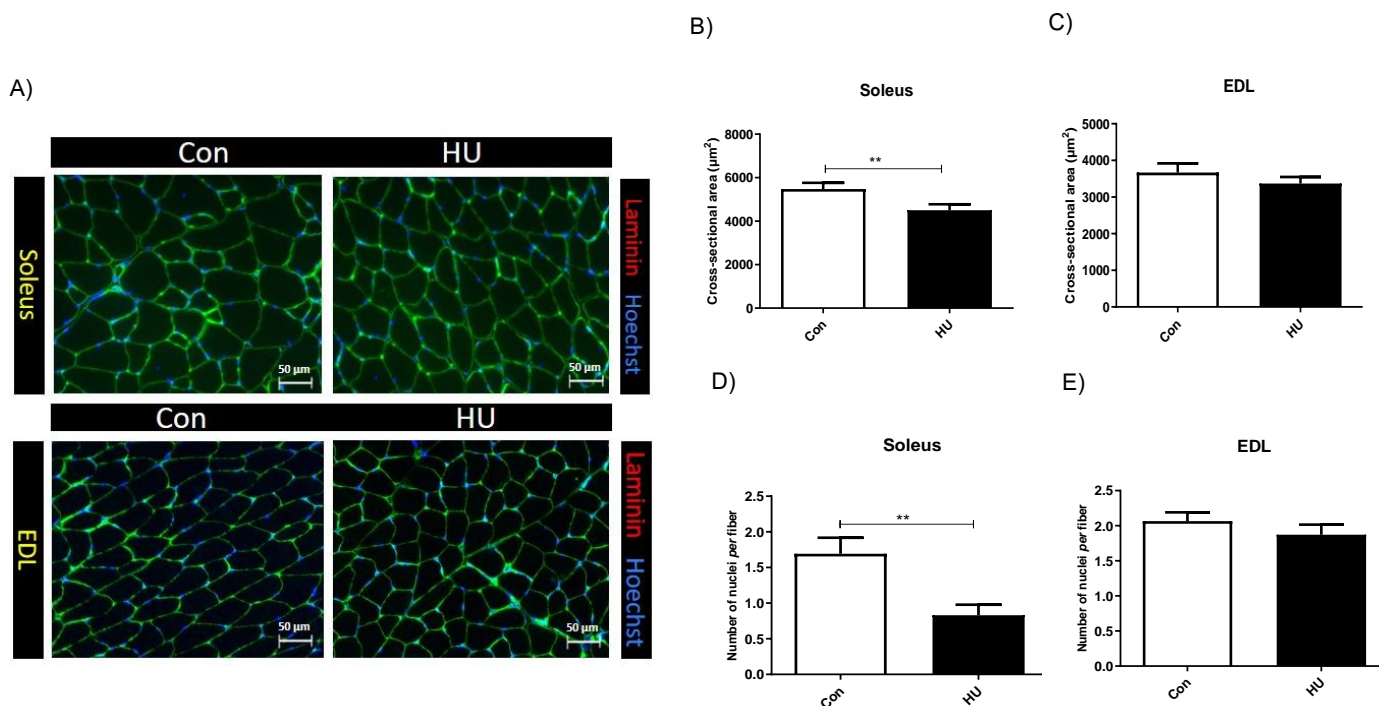 A)
Con HU
Soleus
50 µm
50 µm
Laminin Hoechst
Con HU
EDL
50 µm
50 µm
Laminin Hoechst
B)
Soleus
Cross-sectional area (µm²)
8000
6000
4000
2000
0
**
Con
HU
C)
EDL
Cross-sectional area (µm²)
5000
4000
3000
2000
1000
0
Con
HU
D)
Soleus
Number of nuclei per fiber
2.5
2.0
1.5
1.0
0.5
0.0
**
Con
HU
E)
EDL
Number of nuclei per fiber
2.5
2.0
1.5
1.0
0.5
0.0
Con
HU